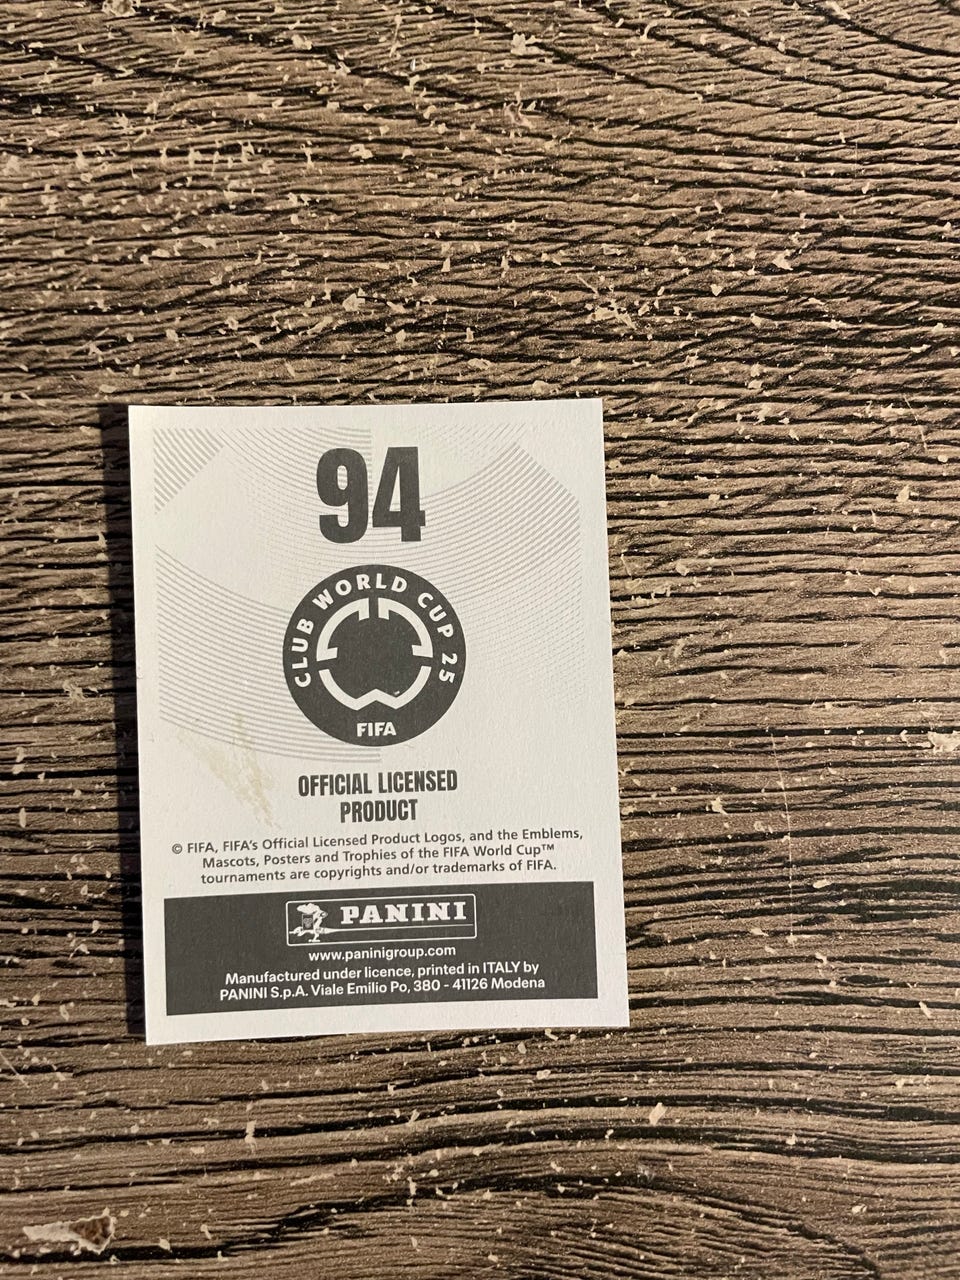 94
CLUB WORLD CUP 25
FIFA
OFFICIAL LICENSED
PRODUCT
© FIFA, FIFA's Official Licensed Product Logos, and the Emblems,
Mascots, Posters and Trophies of the FIFA World Cup™
tournaments are copyrights and/or trademarks of FIFA.
PANINI
www.paninigroup.com
Manufactured under licence, printed in ITALY by
PANINI S.p.A. Viale Emilio Po, 380 - 41126 Modena